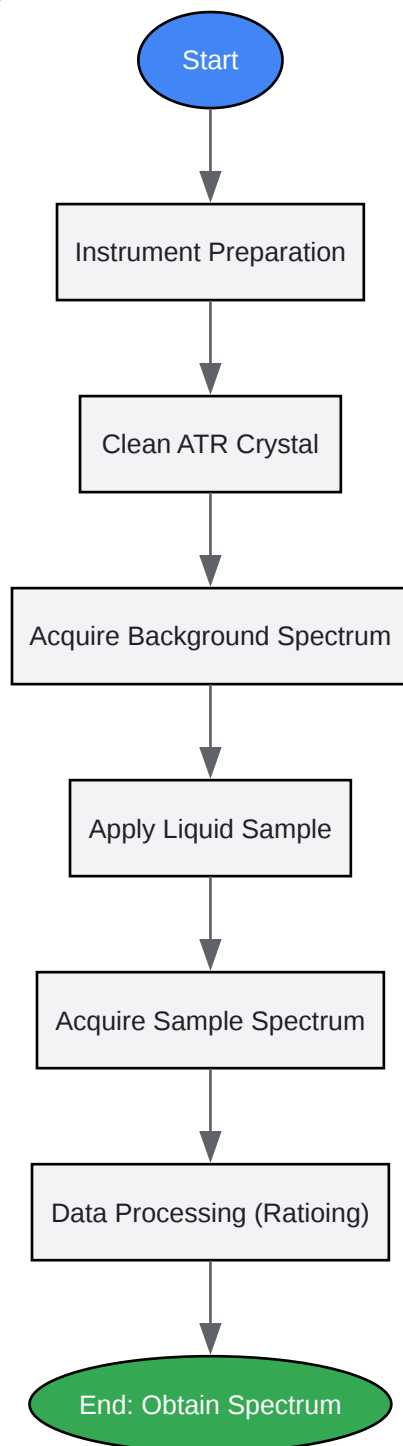 Start
Instrument Preparation
Clean ATR Crystal
Acquire Background Spectrum
Apply Liquid Sample
Acquire Sample Spectrum
Data Processing (Ratioing)
End: Obtain Spectrum